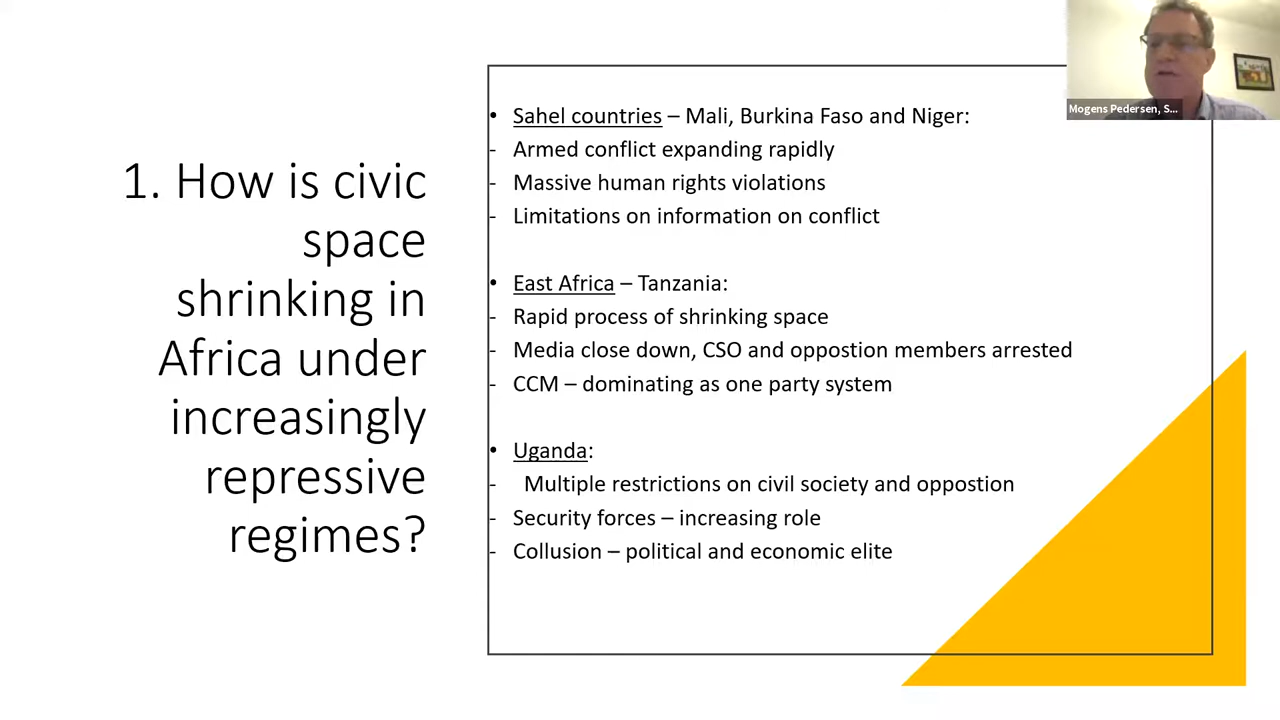 1. How is civic
space
shrinking in
Africa under
increasingly
repressive
regimes?
• Sahel countries – Mali, Burkina Faso and Niger:
- Armed conflict expanding rapidly
- Massive human rights violations
- Limitations on information on conflict
• East Africa – Tanzania:
- Rapid process of shrinking space
- Media close down, CSO and oppostion members arrested
- CCM – dominating as one party system
• Uganda:
- Multiple restrictions on civil society and oppostion
- Security forces – increasing role
- Collusion – political and economic elite
Mogens Pedersen, S...